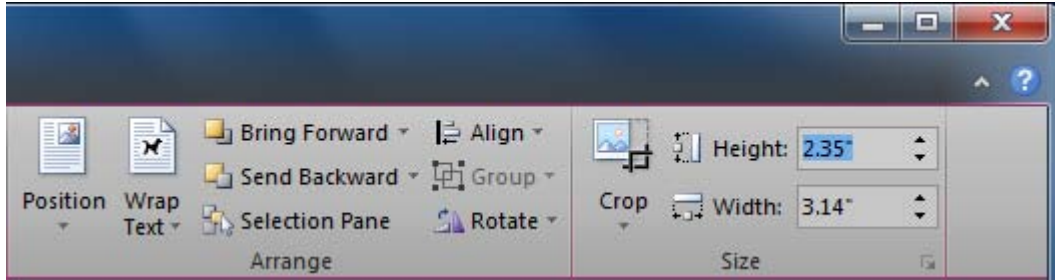 Position
Wrap
Text
Bring Forward
Send Backward
Selection Pane
Align
Group
Rotate
Arrange
Crop
Height: 2.35"
Width: 3.14"
Size
?